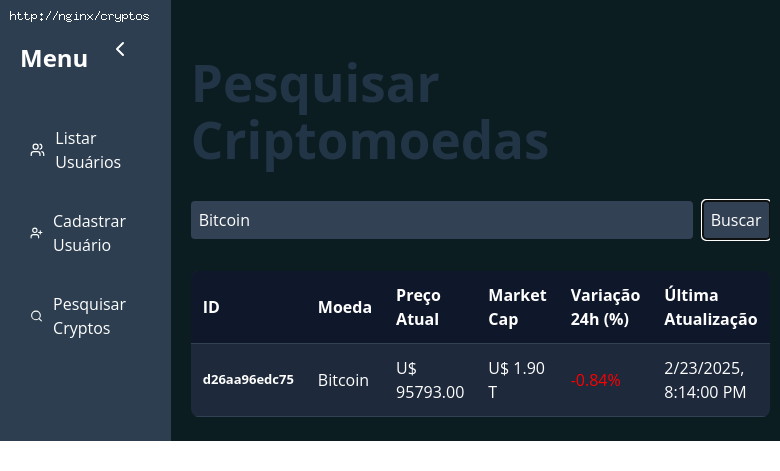 http://nginx/cryptos
Menu
Listar
Usuários
Cadastrar
Usuário
Pesquisar
Cryptos
Pesquisar
Criptomoedas
Bitcoin
Buscar
ID
Moeda
Preço
Atual
Market
Cap
Variação
24h (%)
Última
Atualização
d26aa96edc75
Bitcoin
U$
95793.00
U$ 1.90
T
-0.84%
2/23/2025,
8:14:00 PM